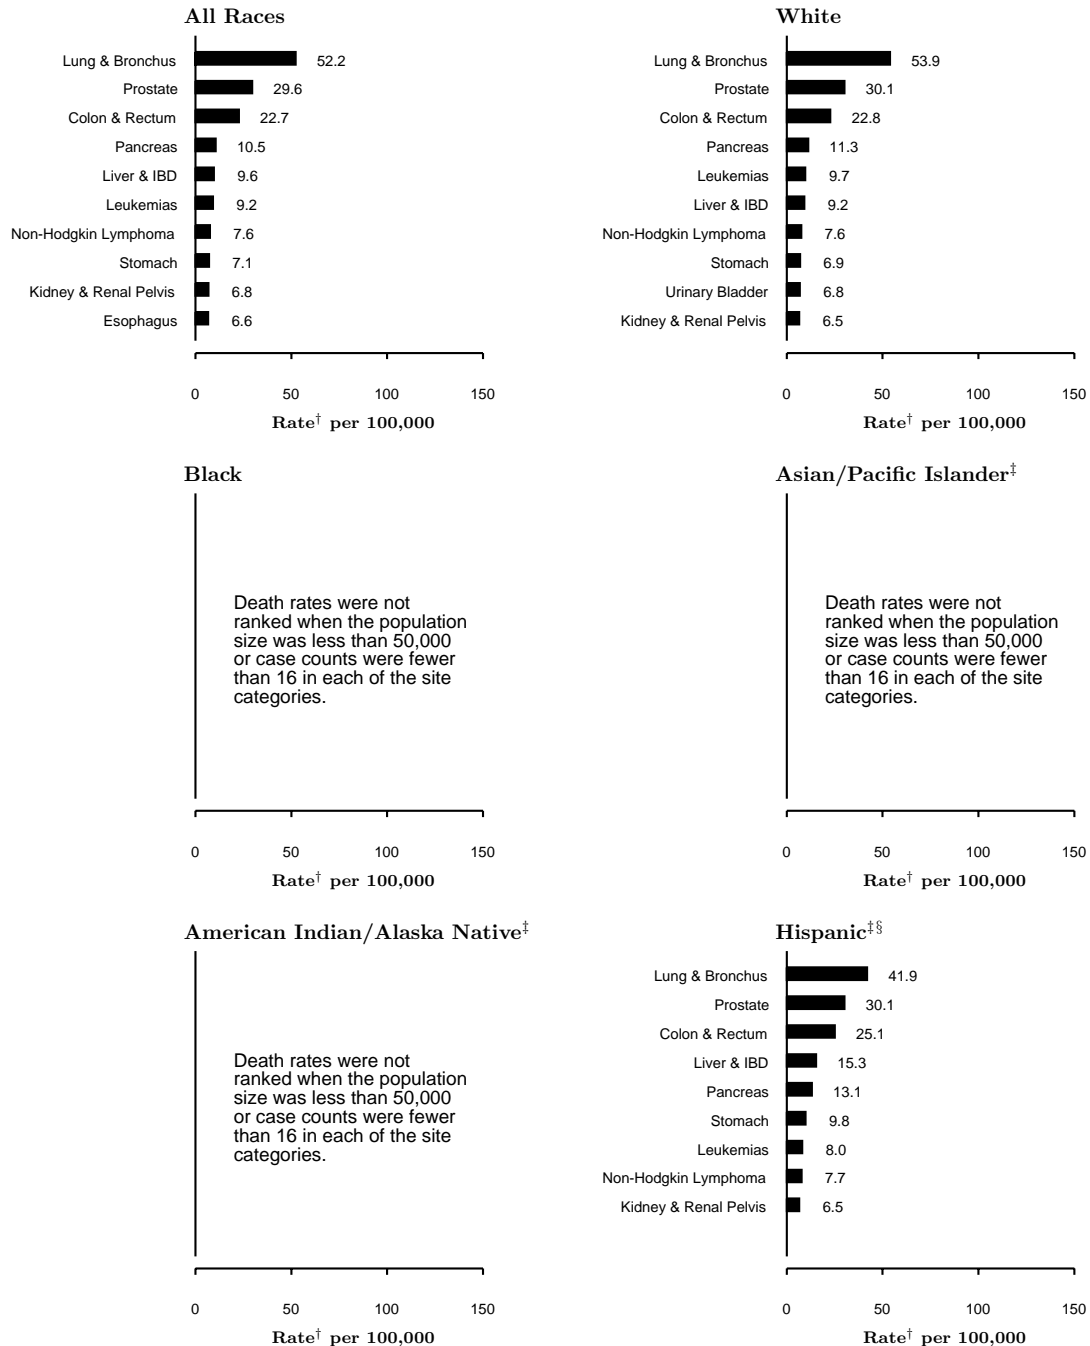 All Races
Lung & Bronchus 52.2
Prostate 29.6
Colon & Rectum 22.7
Pancreas 10.5
Liver & IBD 9.6
Leukemias 9.2
Non-Hodgkin Lymphoma 7.6
Stomach 7.1
Kidney & Renal Pelvis 6.8
Esophagus 6.6
0 50 100 150
Rate† per 100,000
White
Lung & Bronchus 53.9
Prostate 30.1
Colon & Rectum 22.8
Pancreas 11.3
Leukemias 9.7
Liver & IBD 9.2
Non-Hodgkin Lymphoma 7.6
Stomach 6.9
Urinary Bladder 6.8
Kidney & Renal Pelvis 6.5
0 50 100 150
Rate† per 100,000
Black
Death rates were not
ranked when the population
size was less than 50,000
or case counts were fewer
than 16 in each of the site
categories.
0 50 100 150
Rate† per 100,000
Asian/Pacific Islander‡
Death rates were not
ranked when the population
size was less than 50,000
or case counts were fewer
than 16 in each of the site
categories.
0 50 100 150
Rate† per 100,000
American Indian/Alaska Native‡
Death rates were not
ranked when the population
size was less than 50,000
or case counts were fewer
than 16 in each of the site
categories.
0 50 100 150
Rate† per 100,000
Hispanic‡§
Lung & Bronchus 41.9
Prostate 30.1
Colon & Rectum 25.1
Liver & IBD 15.3
Pancreas 13.1
Stomach 9.8
Leukemias 8.0
Non-Hodgkin Lymphoma 7.7
Kidney & Renal Pelvis 6.5
0 50 100 150
Rate† per 100,000